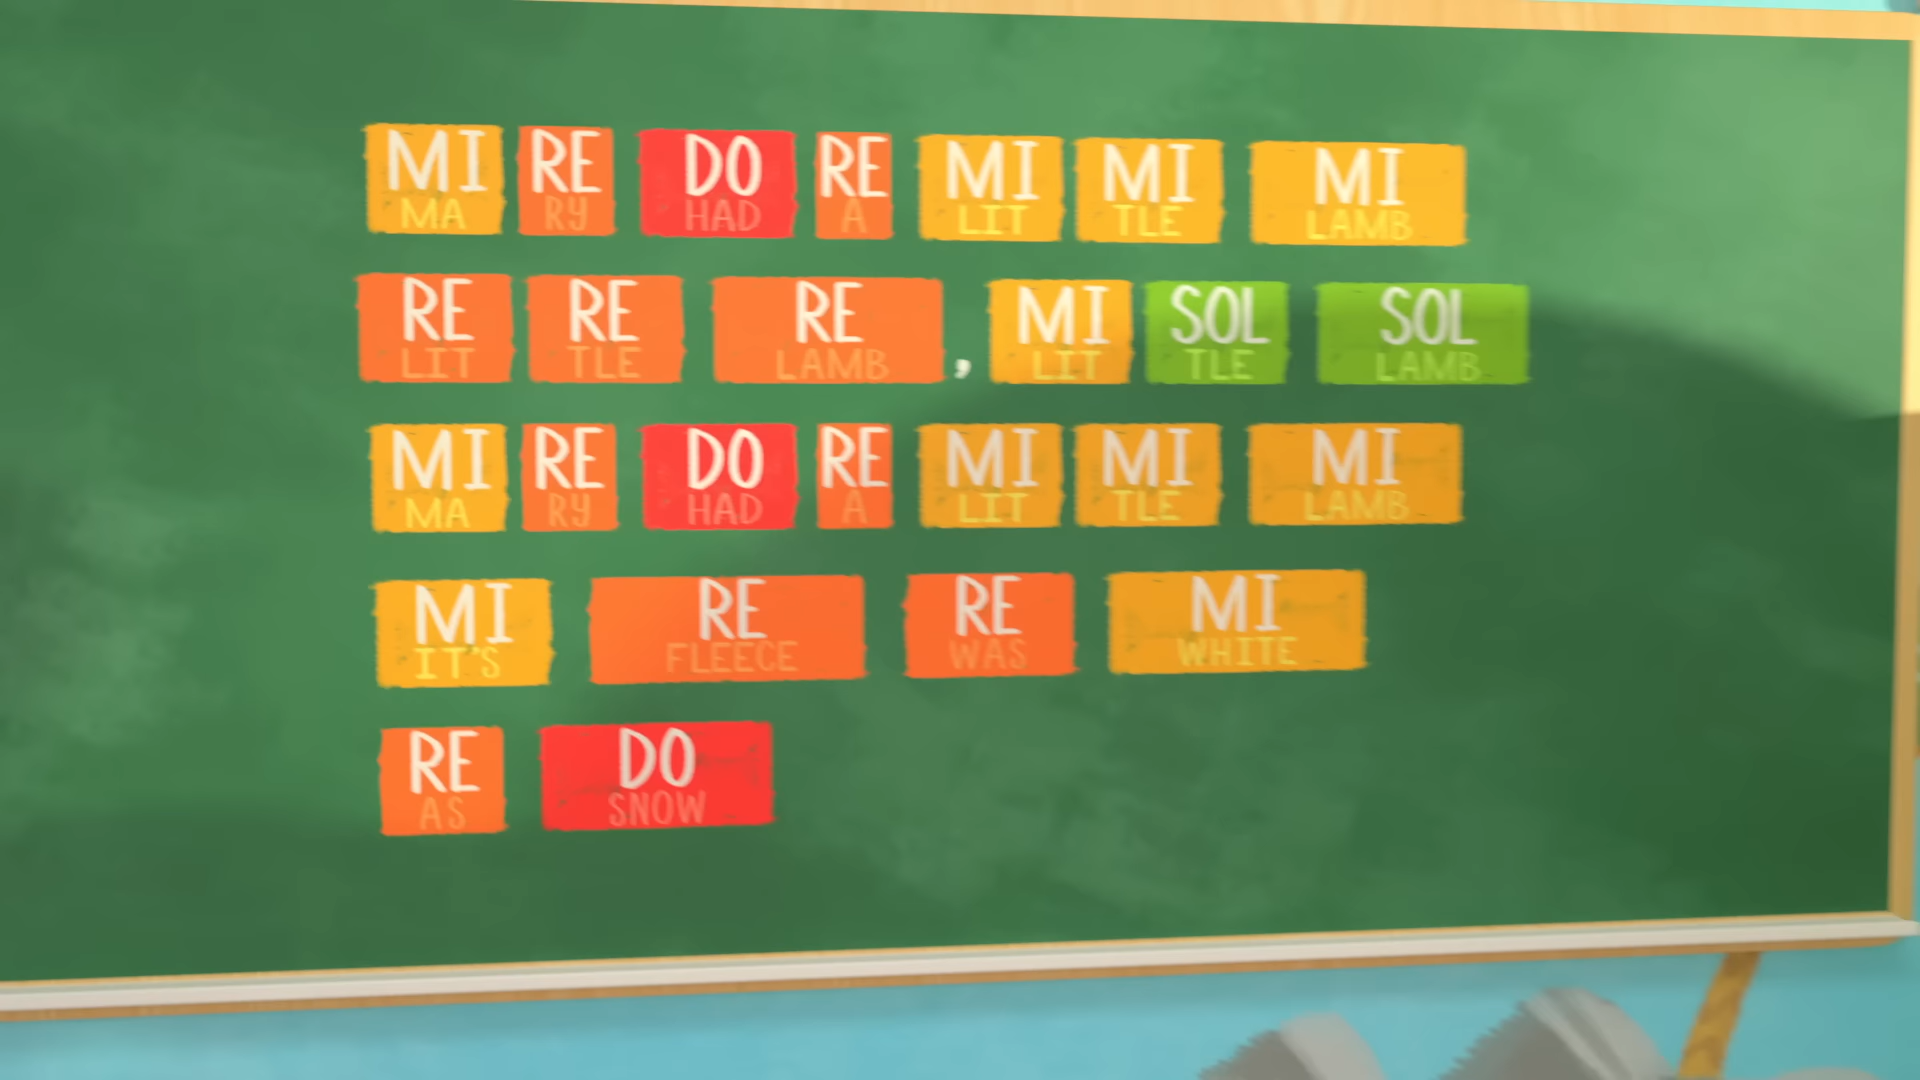 MI RE DO RE MI MI MI
MA RY HAD A LIT TLE LAMB
RE RE RE , MI SOL SOL
LIT TLE LAMB LIT TLE LAMB
MI RE DO RE MI MI MI
MA RY HAD A LIT TLE LAMB
MI RE RE MI
IT'S FLEECE WAS WHITE
RE DO
AS SNOW